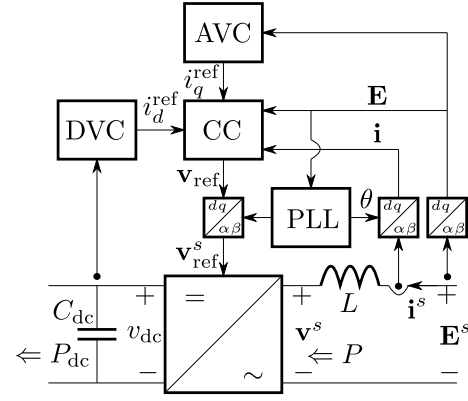 AVC
i_q^ref
E
DVC
i_d^ref
CC
i
v_ref
dq
αβ
PLL
θ
dq
αβ
dq
αβ
v_ref^s
C_dc
+
v_dc
−
=
∼
+
v^s
−
L
i^s
+
E^s
−
⇐ P_dc
⇐ P